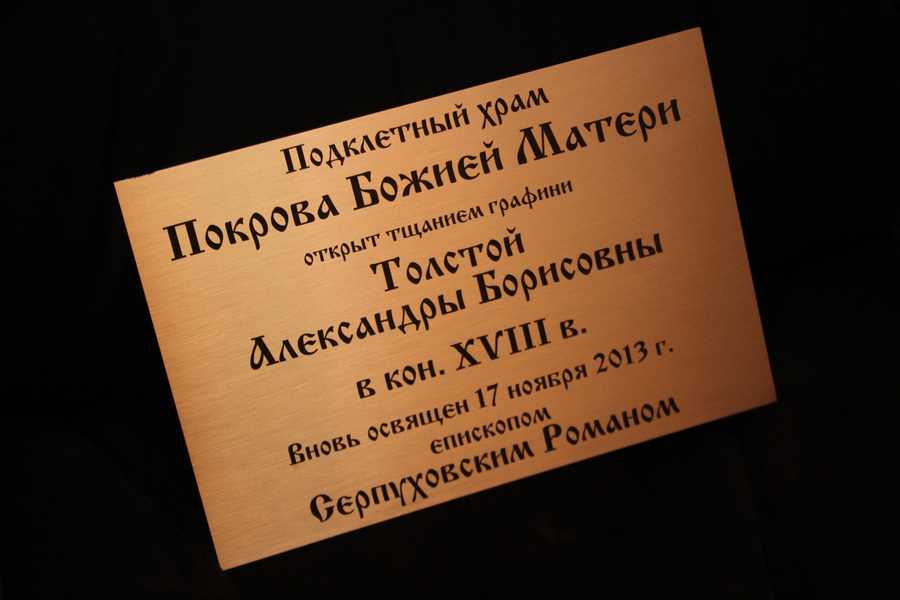 Подклетный храм
Покрова Божией Матери
открыт тщанием графини
Толстой
Александры Борисовны
в кон. XVIII в.
Вновь освящен 17 ноября 2013 г.
епископом
Серпуховским Романом